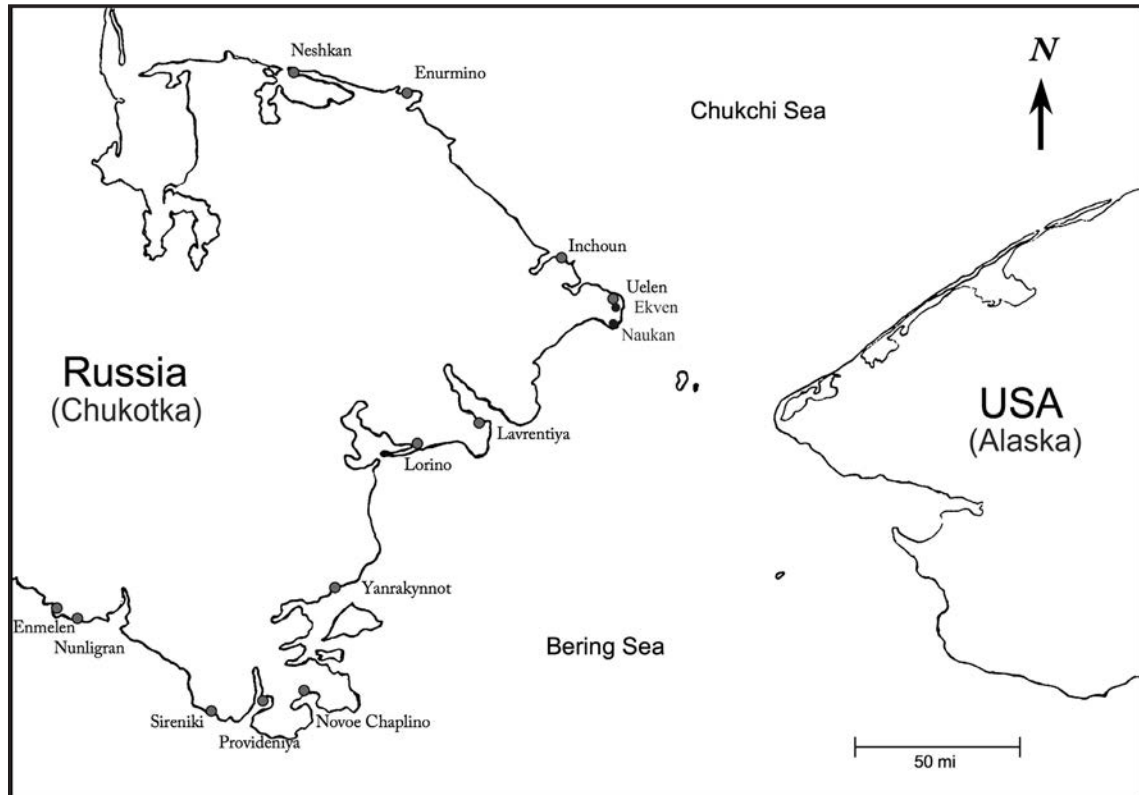 Neshkan
Enurmino
N
Chukchi Sea
Inchoun
Uelen
Ekven
Naukan
Russia
(Chukotka)
USA
(Alaska)
Lavrentiya
Lorino
Yanrakynnot
Enmelen
Nunligran
Bering Sea
Sireniki
Novoe Chaplino
Provideniya
50 mi